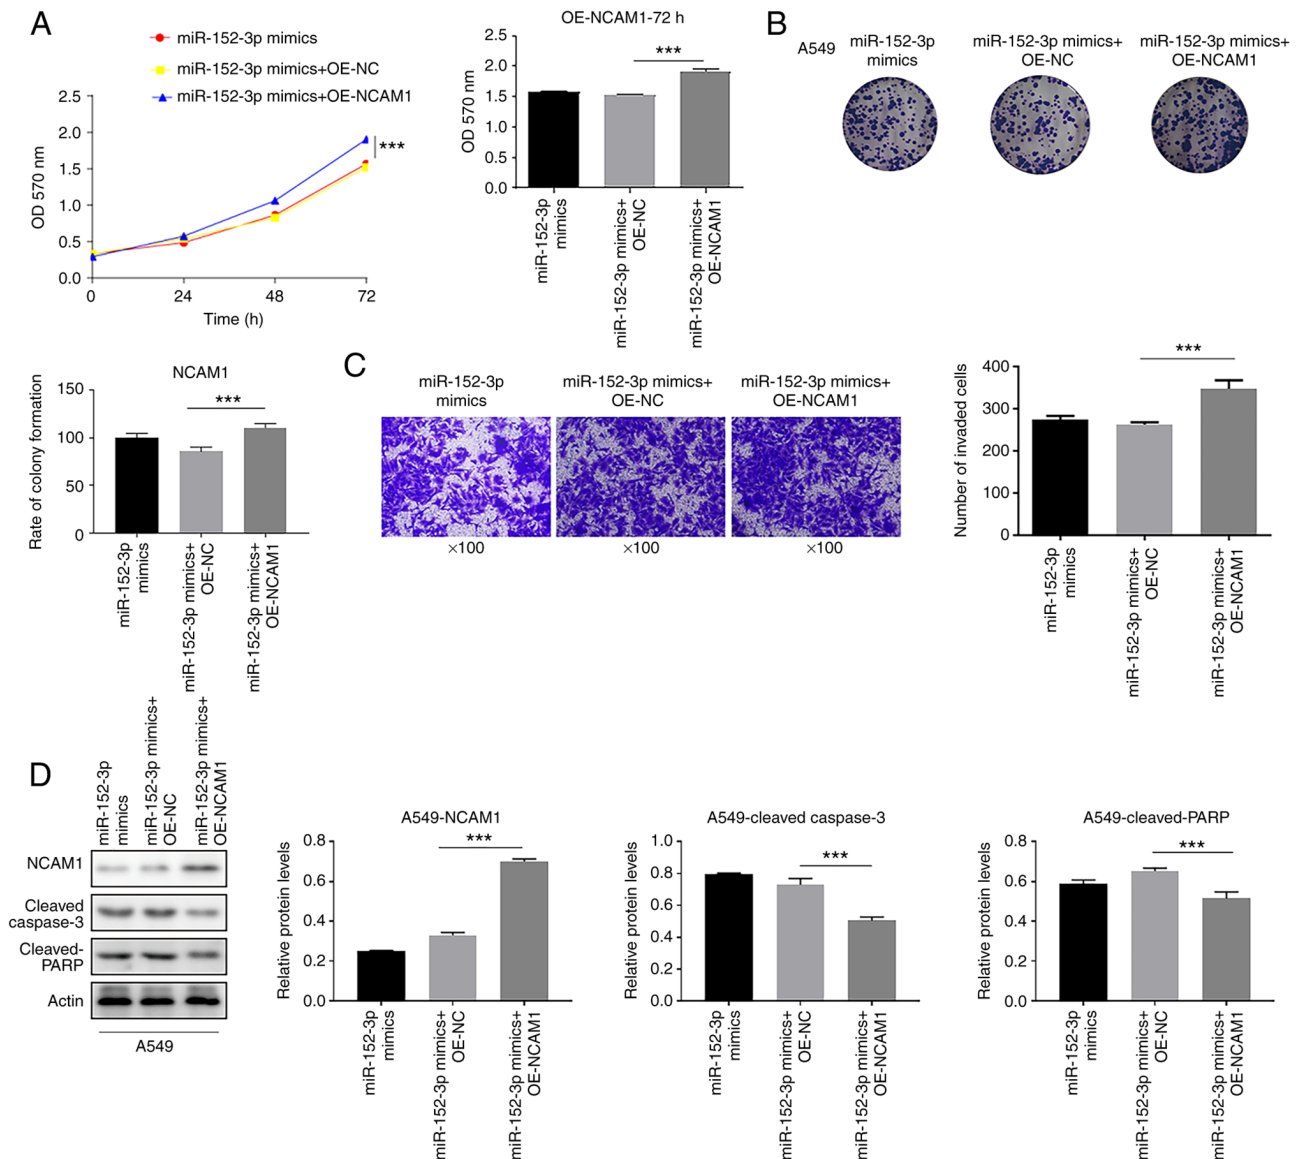 A
miR-152-3p mimics
miR-152-3p mimics+OE-NC
miR-152-3p mimics+OE-NCAM1
OD 570 nm
2.5
2.0
1.5
1.0
0.5
0.0
0
24
48
72
Time (h)
***
OE-NCAM1-72 h
OD 570 nm
2.5
2.0
1.5
1.0
0.5
0.0
***
miR-152-3p
mimics
miR-152-3p mimics+
OE-NC
miR-152-3p mimics+
OE-NCAM1
B
A549
miR-152-3p
mimics
miR-152-3p mimics+
OE-NC
miR-152-3p mimics+
OE-NCAM1
NCAM1
Rate of colony formation
150
100
50
0
***
miR-152-3p
mimics
miR-152-3p mimics+
OE-NC
miR-152-3p mimics+
OE-NCAM1
C
miR-152-3p
mimics
miR-152-3p mimics+
OE-NC
miR-152-3p mimics+
OE-NCAM1
×100
×100
×100
Number of invaded cells
400
300
200
100
0
***
miR-152-3p
mimics
miR-152-3p mimics+
OE-NC
miR-152-3p mimics+
OE-NCAM1
D
miR-152-3p
mimics
miR-152-3p mimics+
OE-NC
miR-152-3p mimics+
OE-NCAM1
NCAM1
Cleaved
caspase-3
Cleaved-
PARP
Actin
A549
A549-NCAM1
Relative protein levels
0.8
0.6
0.4
0.2
0.0
***
miR-152-3p
mimics
miR-152-3p mimics+
OE-NC
miR-152-3p mimics+
OE-NCAM1
A549-cleaved caspase-3
Relative protein levels
1.0
0.8
0.6
0.4
0.2
0.0
***
miR-152-3p
mimics
miR-152-3p mimics+
OE-NC
miR-152-3p mimics+
OE-NCAM1
A549-cleaved-PARP
Relative protein levels
0.8
0.6
0.4
0.2
0.0
***
miR-152-3p
mimics
miR-152-3p mimics+
OE-NC
miR-152-3p mimics+
OE-NCAM1